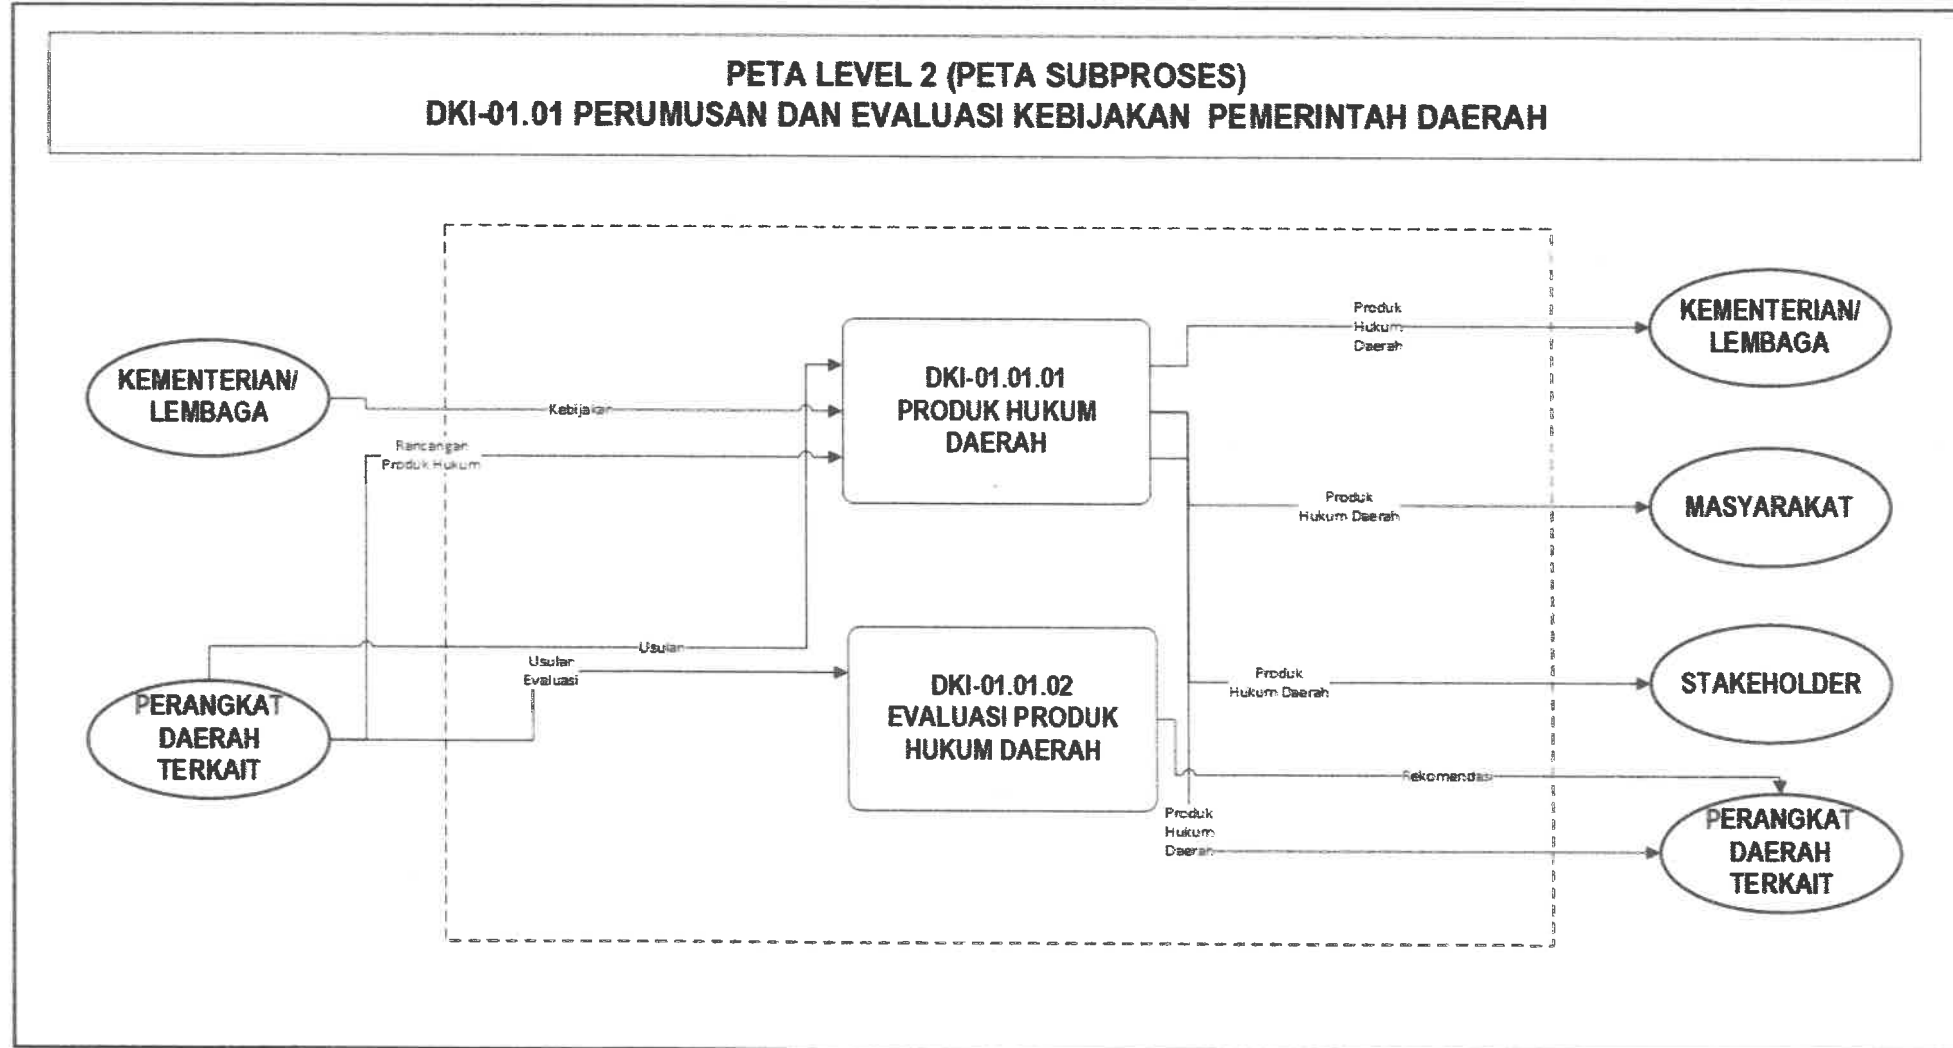 PETA LEVEL 2 (PETA SUBPROSES)
DKI-01.01 PERUMUSAN DAN EVALUASI KEBIJAKAN PEMERINTAH DAERAH
KEMENTERIAN/
LEMBAGA
PERANGKAT
DAERAH
TERKAIT
Kebijakan
Rancangan
Produk Hukum
Usulan
Usulan
Evaluasi
DKI-01.01.01
PRODUK HUKUM
DAERAH
DKI-01.01.02
EVALUASI PRODUK
HUKUM DAERAH
Produk
Hukum
Daerah
Produk
Hukum Daerah
Produk
Hukum Daerah
Rekomendasi
Produk
Hukum
Daerah
KEMENTERIAN/
LEMBAGA
MASYARAKAT
STAKEHOLDER
PERANGKAT
DAERAH
TERKAIT